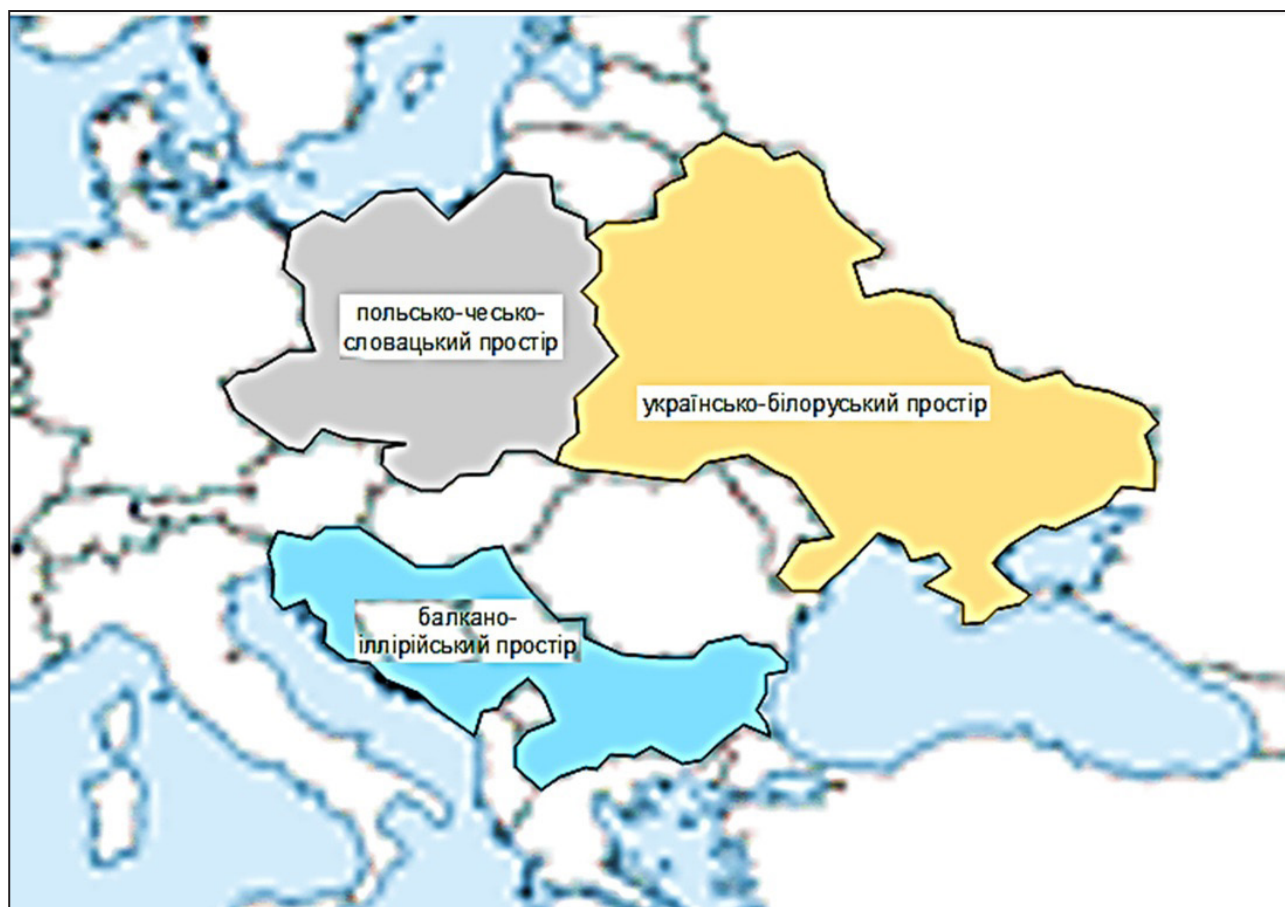 польсько-чесько-
словацький простір
українсько-білоруський простір
балкано-
іллірійський простір